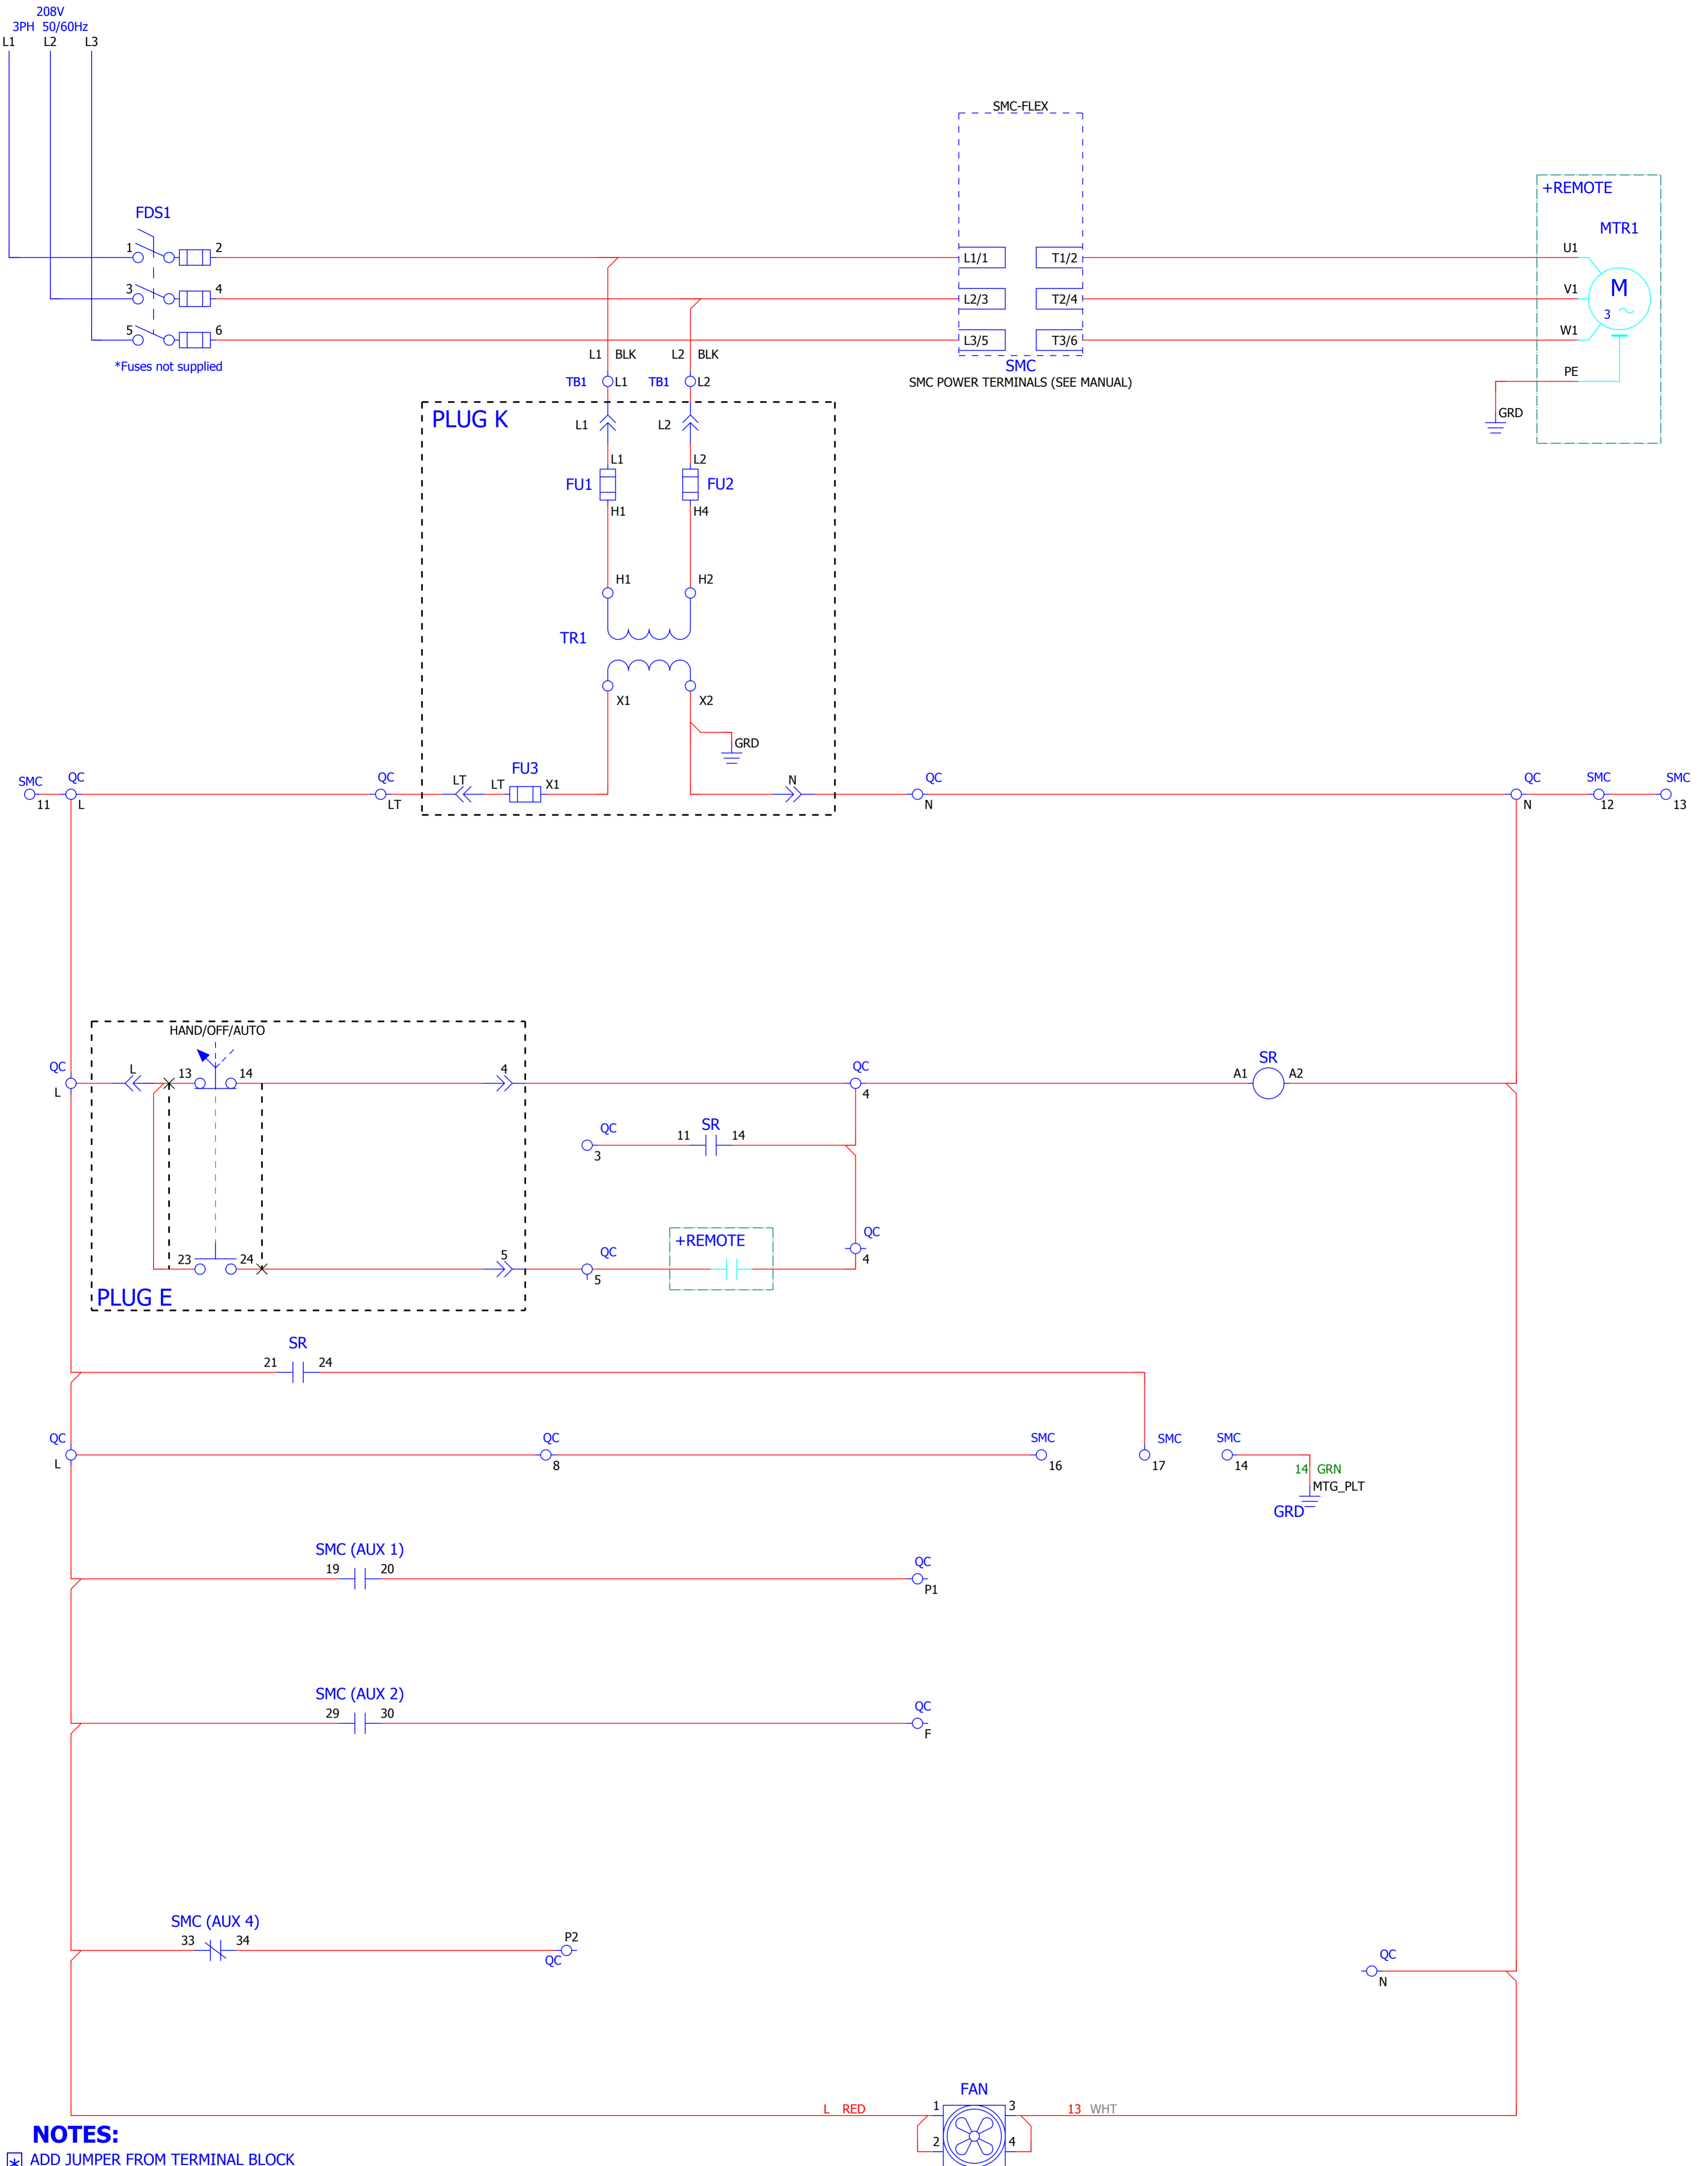 208V
3PH 50/60Hz
L1 L2 L3
SMC-FLEX
+REMOTE
FDS1
MTR1
1 2
L1/1 T1/2
U1
3 4
L2/3 T2/4
V1
M
3
5 6
L3/5 T3/6
W1
*Fuses not supplied
L1 BLK L2 BLK
SMC
SMC POWER TERMINALS (SEE MANUAL)
PE
TB1 L1 TB1 L2
GRD
PLUG K
L1 L2
L1 L2
FU1 FU2
H1 H4
H1 H2
TR1
X1 X2
GRD
SMC QC QC LT LT FU3 X1 N QC QC SMC SMC
11 L LT N N 12 13
HAND/OFF/AUTO
QC L 13 14 4 QC A1 SR A2
L 4
QC 11 SR 14
3
+REMOTE QC
23 24 5 QC 4
5
PLUG E
SR
21 24
QC QC SMC SMC SMC
L 8 16 17 14
14 GRN
MTG_PLT
GRD
SMC (AUX 1)
19 20 QC
P1
SMC (AUX 2)
29 30 QC
F
SMC (AUX 4)
33 34 P2
QC
QC
N
FAN
L RED 1 3 13 WHT
2 4
NOTES:
* ADD JUMPER FROM TERMINAL BLOCK